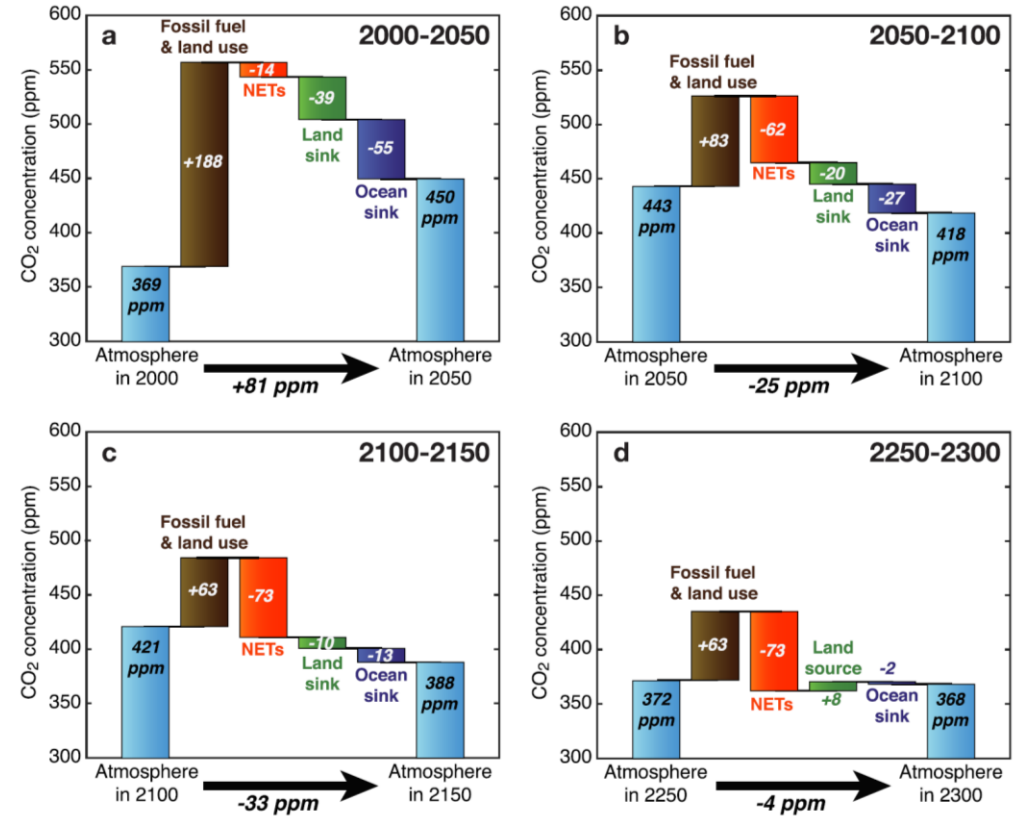 a
2000-2050
CO2 concentration (ppm)
600
550
500
450
400
350
300
Fossil fuel
& land use
+188
-14
NETs
-39
Land
sink
-55
Ocean
sink
369
ppm
450
ppm
Atmosphere
in 2000
+81 ppm
Atmosphere
in 2050
b
2050-2100
CO2 concentration (ppm)
600
550
500
450
400
350
300
Fossil fuel
& land use
+83
-62
NETs
-20
Land
sink
-27
Ocean
sink
443
ppm
418
ppm
Atmosphere
in 2050
-25 ppm
Atmosphere
in 2100
c
2100-2150
CO2 concentration (ppm)
600
550
500
450
400
350
300
Fossil fuel
& land use
+63
-73
NETs
-10
Land
sink
-13
Ocean
sink
421
ppm
388
ppm
Atmosphere
in 2100
-33 ppm
Atmosphere
in 2150
d
2250-2300
CO2 concentration (ppm)
600
550
500
450
400
350
300
Fossil fuel
& land use
+63
-73
NETs
Land
source
+8
-2
Ocean
sink
372
ppm
368
ppm
Atmosphere
in 2250
-4 ppm
Atmosphere
in 2300